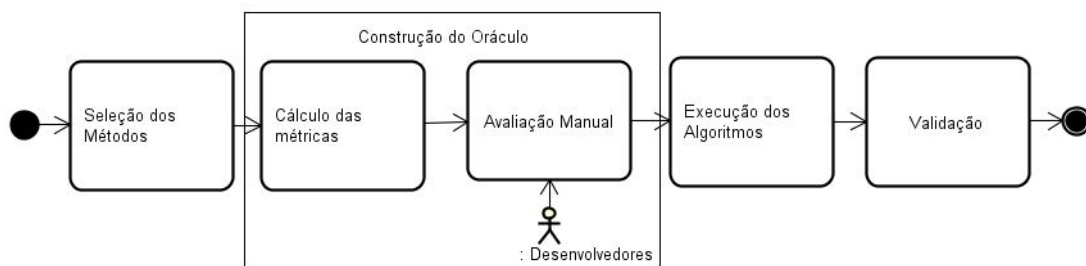 Construção do Oráculo
Seleção dos
Métodos
Cálculo das
métricas
Avaliação Manual
Execução dos
Algoritmos
Validação
: Desenvolvedores